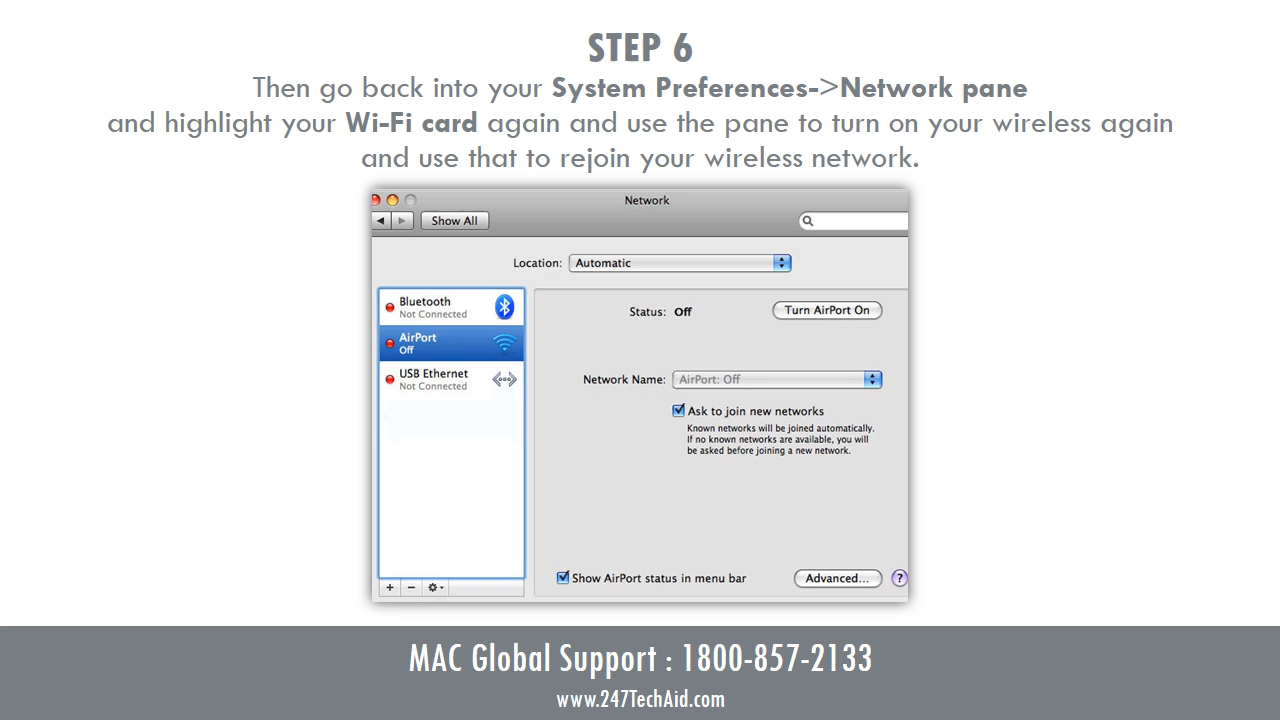 STEP 6
Then go back into your System Preferences->Network pane
and highlight your Wi-Fi card again and use the pane to turn on your wireless again
and use that to rejoin your wireless network.
Network
Show All
Location: Automatic
Bluetooth
Not Connected
AirPort
Off
USB Ethernet
Not Connected
Status: Off
Turn AirPort On
Network Name: AirPort: Off
Ask to join new networks
Known networks will be joined automatically.
If no known networks are available, you will
be asked before joining a new network.
Show AirPort status in menu bar
Advanced...
?
MAC Global Support : 1800-857-2133
www.247TechAid.com